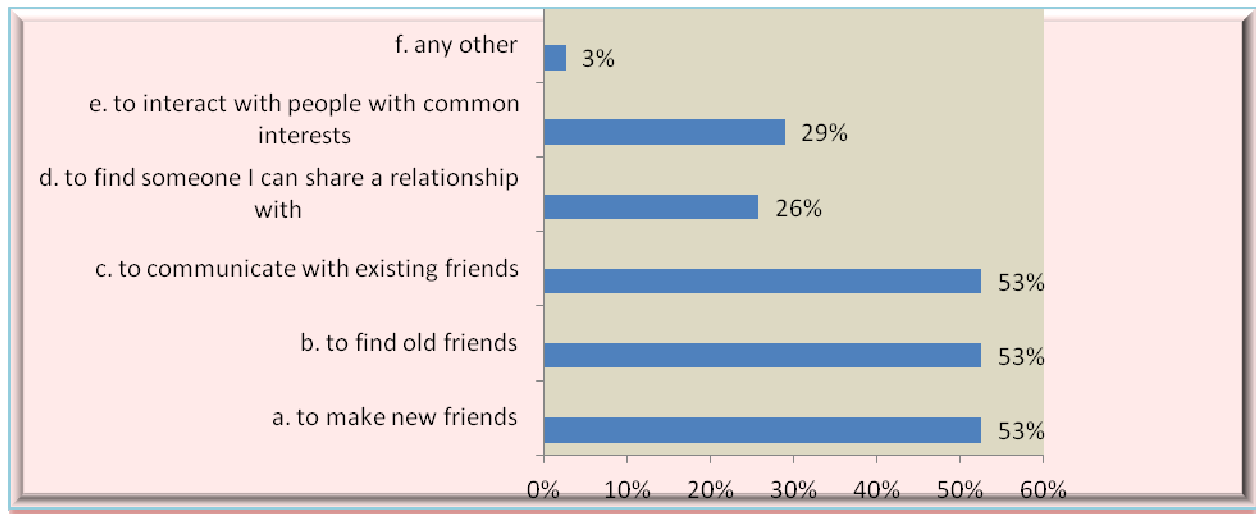 f. any other
3%
e. to interact with people with common
interests
29%
d. to find someone I can share a relationship
with
26%
c. to communicate with existing friends
53%
b. to find old friends
53%
a. to make new friends
53%
0% 10% 20% 30% 40% 50% 60%